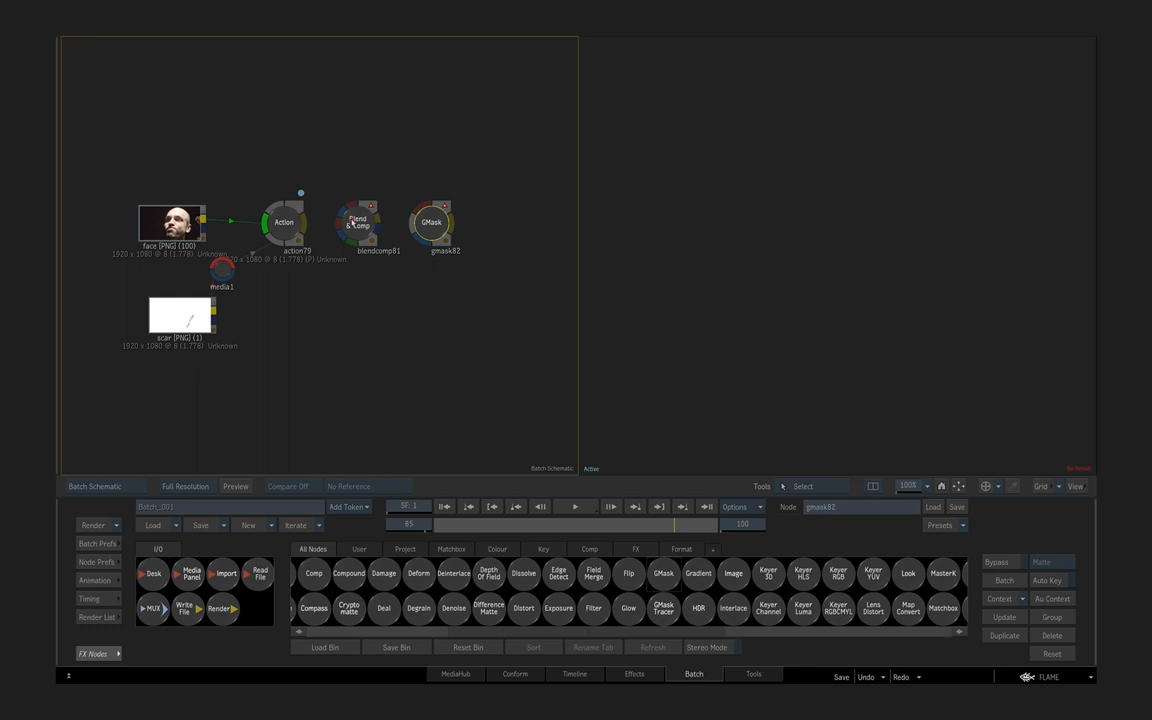 Action
Blend
& Comp
GMask
face [PNG] (100)
action79
blendcomp81
gmask82
1920 x 1080 @ 8 (1.778) Unknown
20 x 1080 @ 8 (1.778) (P) Unknown
media1
scar [PNG] (1)
1920 x 1080 @ 8 (1.778) Unknown
Batch Schematic
Active
No Result
Batch Schematic
Full Resolution
Preview
Compare Off
No Reference
Tools
Select
100%
Grid
View
Batch_001
Add Token
SF: 1
Options
Node
gmask82
Load
Save
Render
Load
Save
New
Iterate
85
100
Presets
Batch Prefs
I/O
All Nodes
User
Project
Matchbox
Colour
Key
Comp
FX
Format
+
Node Prefs
Animation
Timing
Render List
FX Nodes
Desk
Media
Panel
Import
Read
File
MUX
Write
File
Render
Comp
Compound
Damage
Deform
Deinterlace
Depth
Of Field
Dissolve
Edge
Detect
Field
Merge
Flip
GMask
Gradient
Image
Keyer
3D
Keyer
HLS
Keyer
RGB
Keyer
YUV
Look
MasterK
Compass
Crypto
matte
Deal
Degrain
Denoise
Difference
Matte
Distort
Exposure
Filter
Glow
GMask
Tracer
HDR
Interlace
Keyer
Channel
Keyer
Luma
Keyer
RGBCMYL
Lens
Distort
Map
Convert
Matchbox
Bypass
Matte
Batch
Auto Key
Context
Au Context
Update
Group
Duplicate
Delete
Reset
Load Bin
Save Bin
Reset Bin
Sort
Rename Tab
Refresh
Stereo Mode
MediaHub
Conform
Timeline
Effects
Batch
Tools
Save
Undo
Redo
FLAME